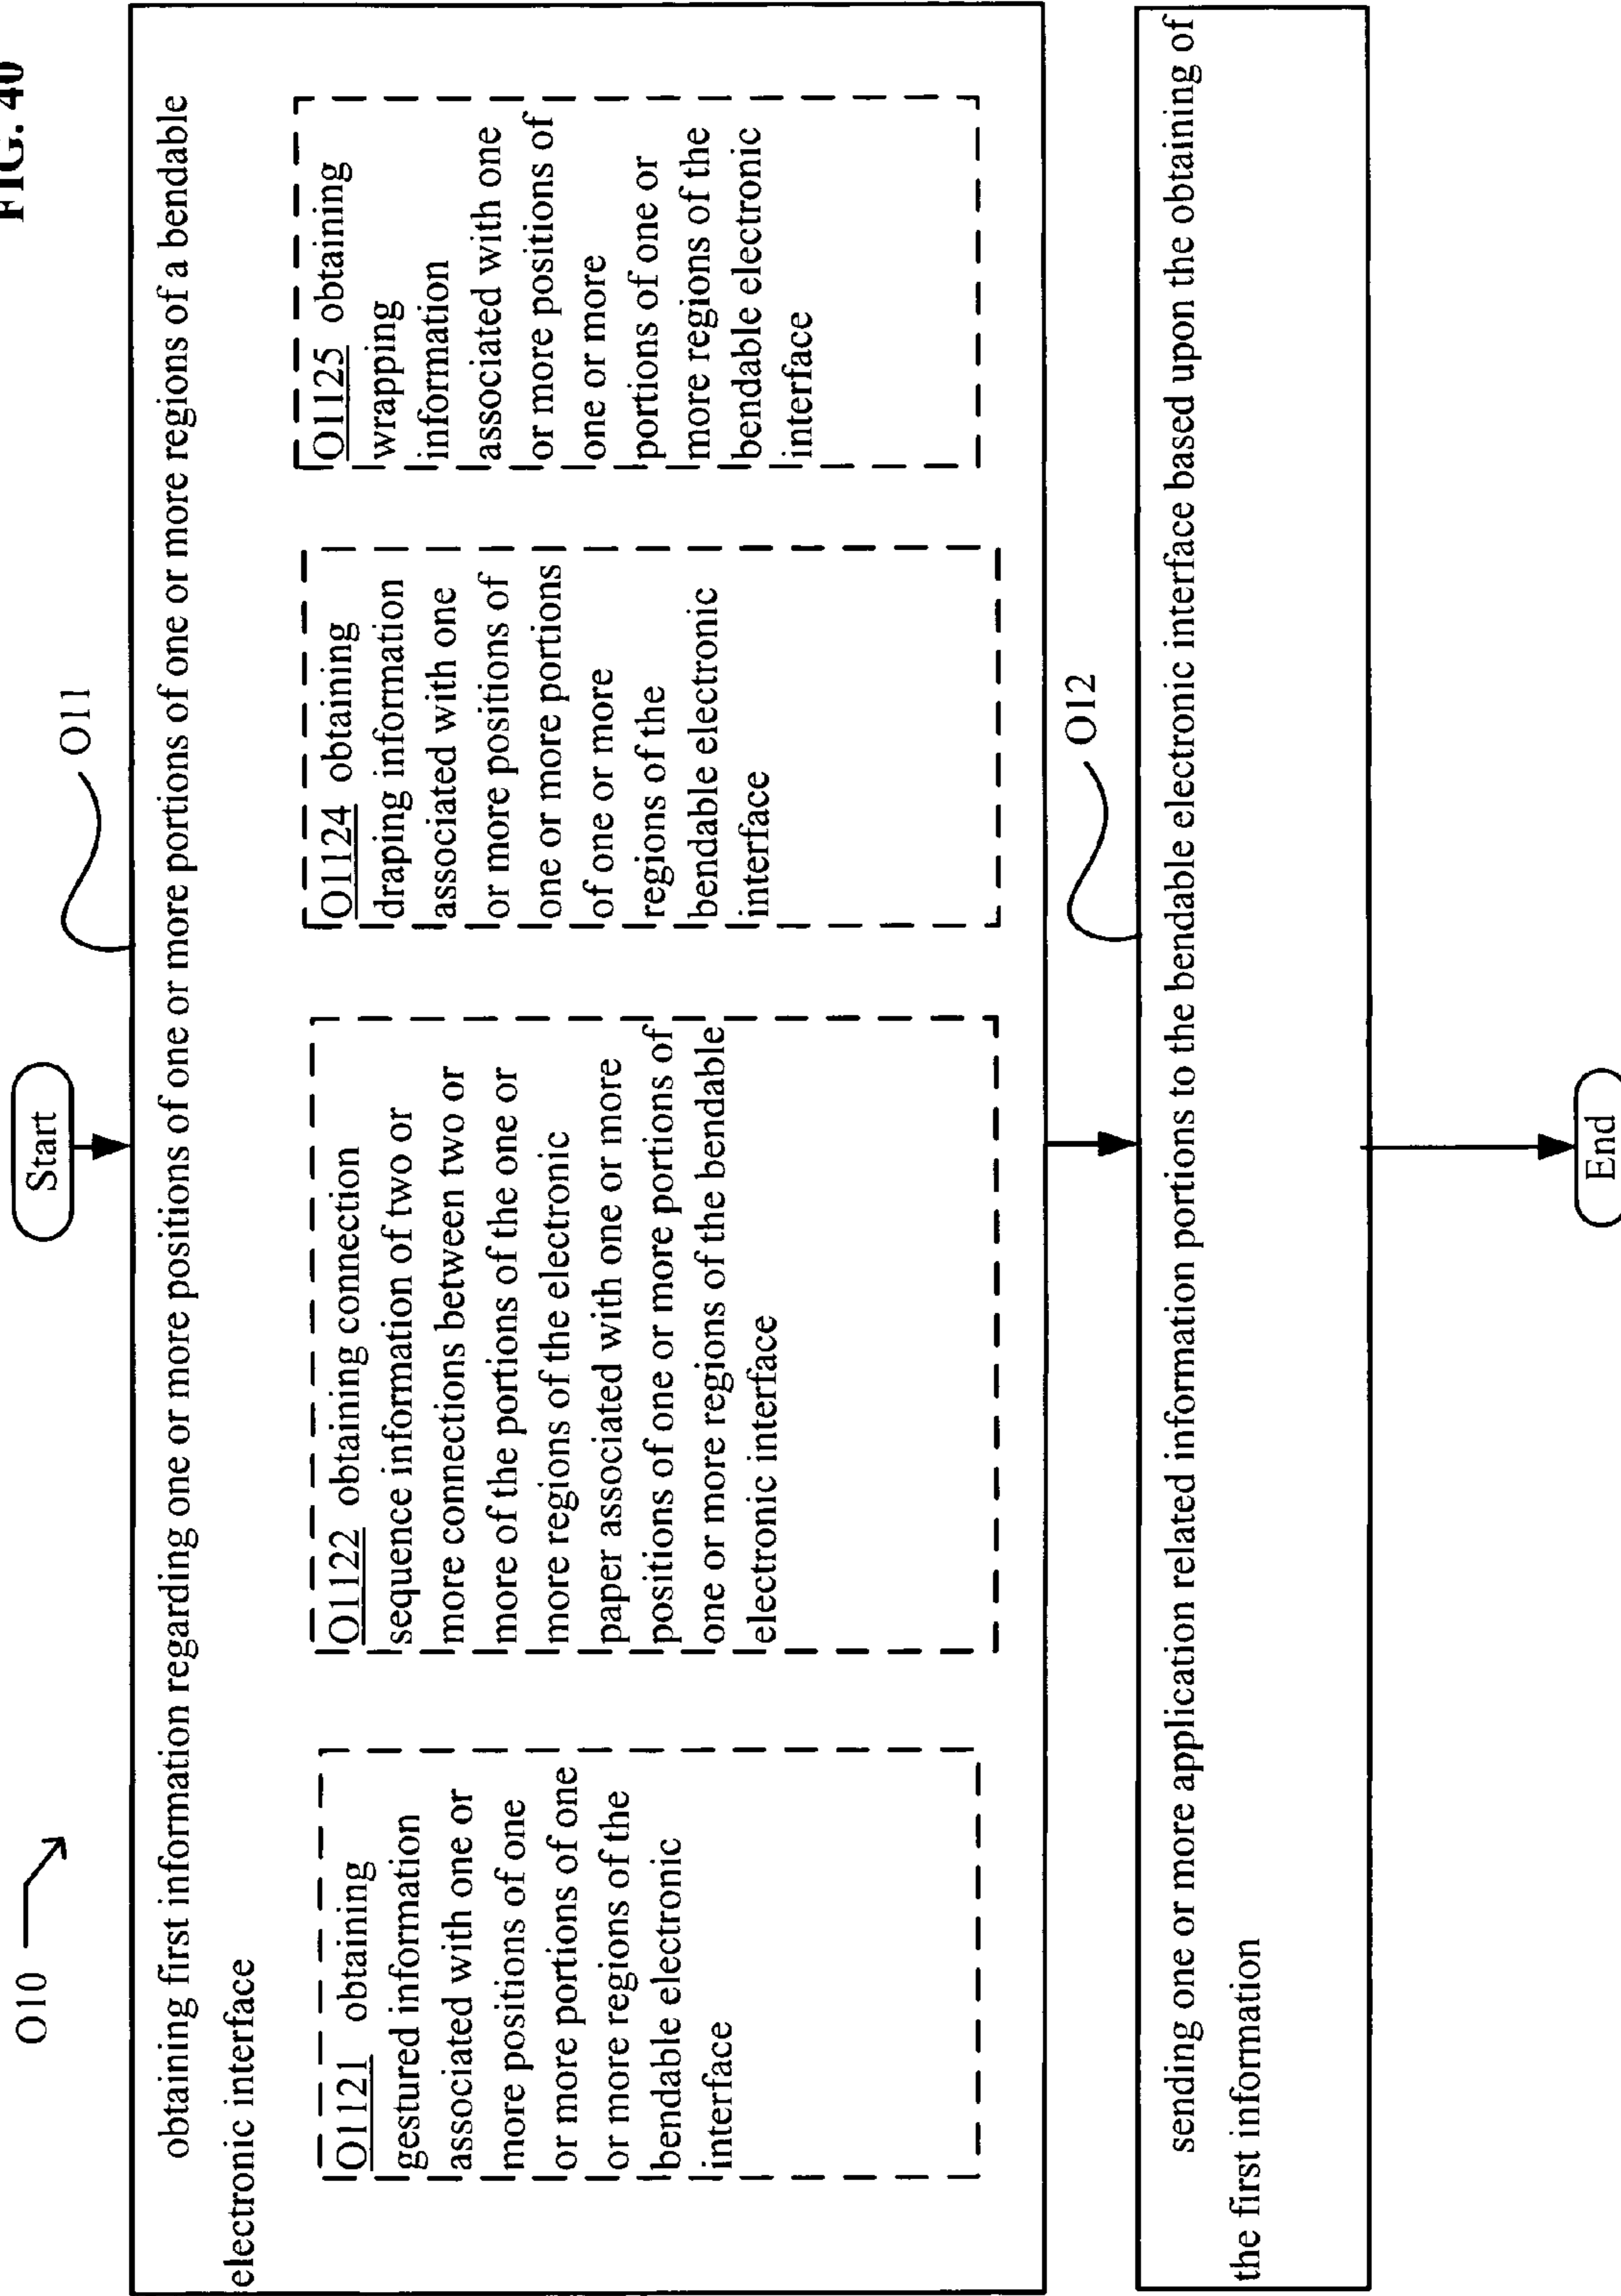 FIG. 40
O10
Start
O11
obtaining first information regarding one or more positions of one or more portions of one or more regions of a bendable
electronic interface
O1121 obtaining
gestured information
associated with one or
more positions of one
or more portions of one
or more regions of the
bendable electronic
interface
O1122 obtaining connection
sequence information of two or
more connections between two or
more of the portions of the one or
more regions of the electronic
paper associated with one or more
positions of one or more portions of
one or more regions of the bendable
electronic interface
O1124 obtaining
draping information
associated with one
or more positions of
one or more portions
of one or more
regions of the
bendable electronic
interface
O1125 obtaining
wrapping
information
associated with one
or more positions of
one or more
portions of one or
more regions of the
bendable electronic
interface
O12
sending one or more application related information portions to the bendable electronic interface based upon the obtaining of
the first information
End